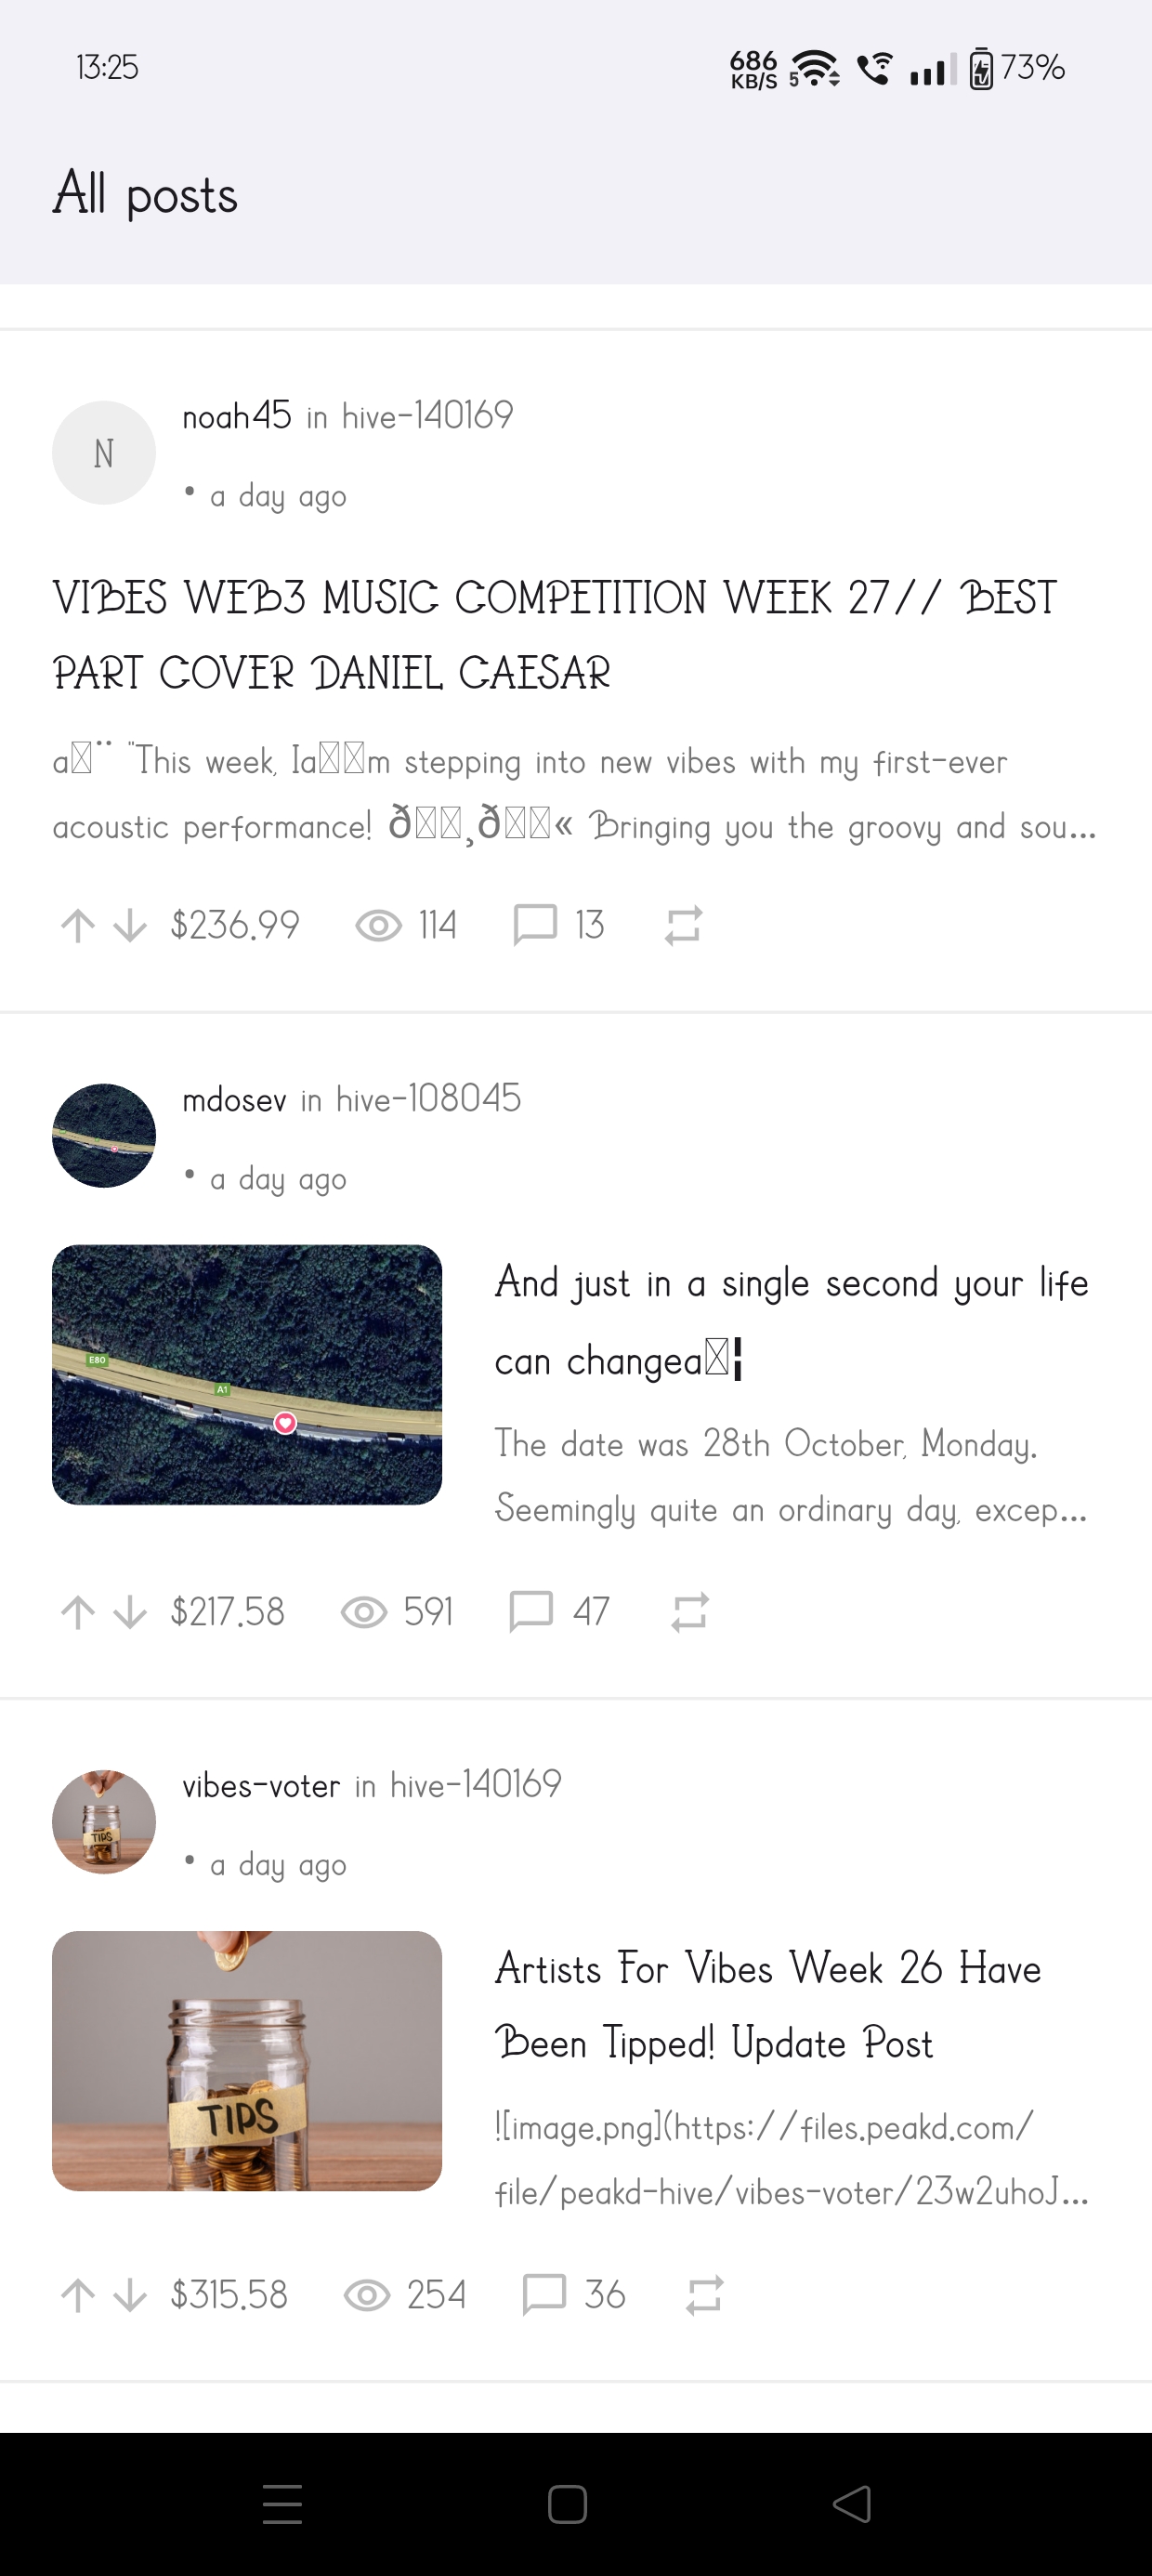 13:25
686
KB/S
5
73%
All posts
noah45 in hive-140169
N
• a day ago
VIBES WEB3 MUSIC COMPETITION WEEK 27// BEST
PART COVER DANIEL CAESAR
"This week, Ia m stepping into new vibes with my first-ever
acoustic performance! Bringing you the groovy and sou...
$236.99 114 13
mdosev in hive-108045
• a day ago
E80
A1
And just in a single second your life
can changea
The date was 28th October, Monday.
Seemingly quite an ordinary day, excep...
$217.58 591 47
vibes-voter in hive-140169
TIPS
• a day ago
TIPS
Artists For Vibes Week 26 Have
Been Tipped! Update Post
![image.png](https://files.peakd.com/
file/peakd-hive/vibes-voter/23w2uhoJ...
$315.58 254 36